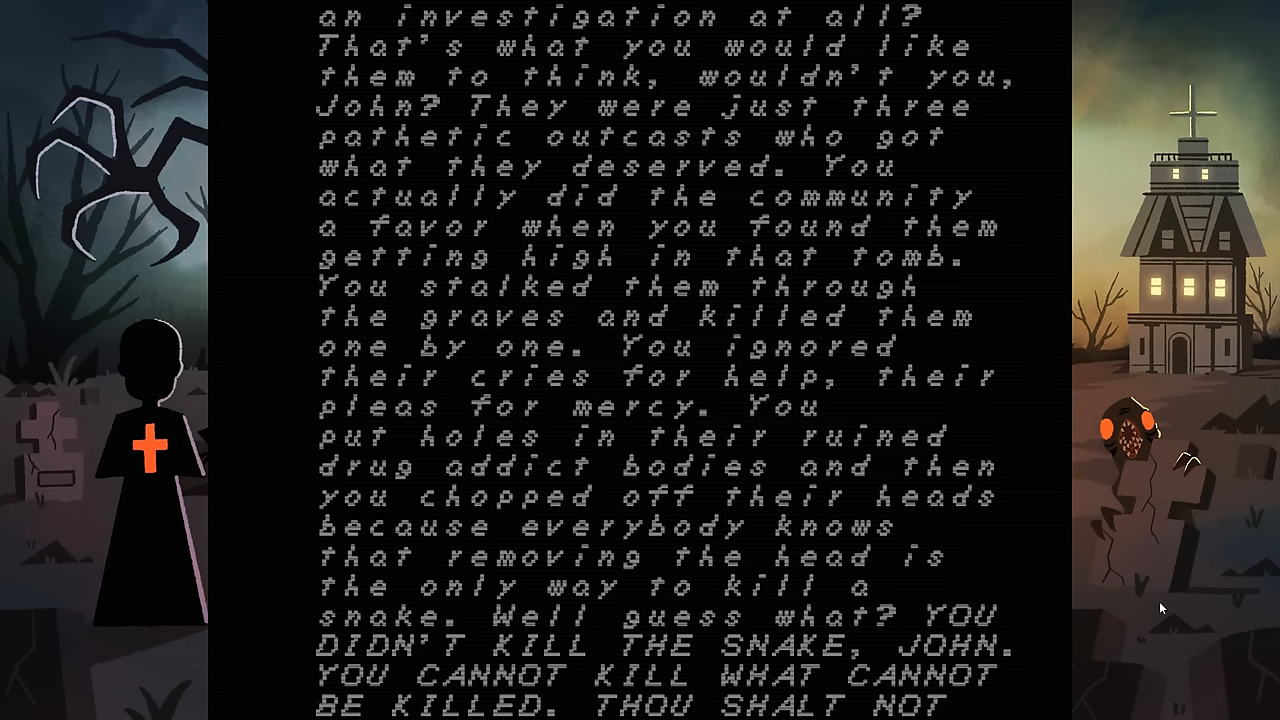 an investigation at all?
That's what you would like
them to think, wouldn't you,
John? They were just three
pathetic outcasts who got
what they deserved. You
actually did the community
a favor when you found them
getting high in that tomb.
You stalked them through
the graves and killed them
one by one. You ignored
their cries for help, their
pleas for mercy. You
put holes in their ruined
drug addict bodies and then
you chopped off their heads
because everybody knows
that removing the head is
the only way to kill a
snake. Well guess what? YOU
DIDN'T KILL THE SNAKE, JOHN.
YOU CANNOT KILL WHAT CANNOT
BE KILLED. THOU SHALT NOT